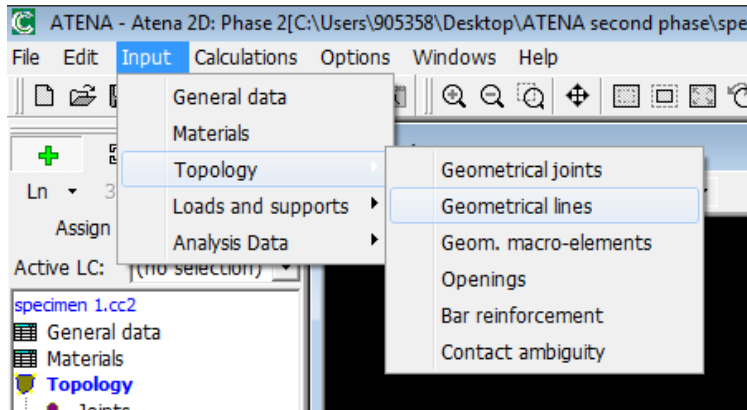 ATENA - Atena 2D: Phase 2[C:\Users\905358\Desktop\ATENA second phase\spe
File Edit Input Calculations Options Windows Help
General data
Materials
Topology
Loads and supports
Analysis Data
Geometrical joints
Geometrical lines
Geom. macro-elements
Openings
Bar reinforcement
Contact ambiguity
Ln 3
Assign
Active LC: (no selection)
specimen 1.cc2
General data
Materials
Topology
Joints